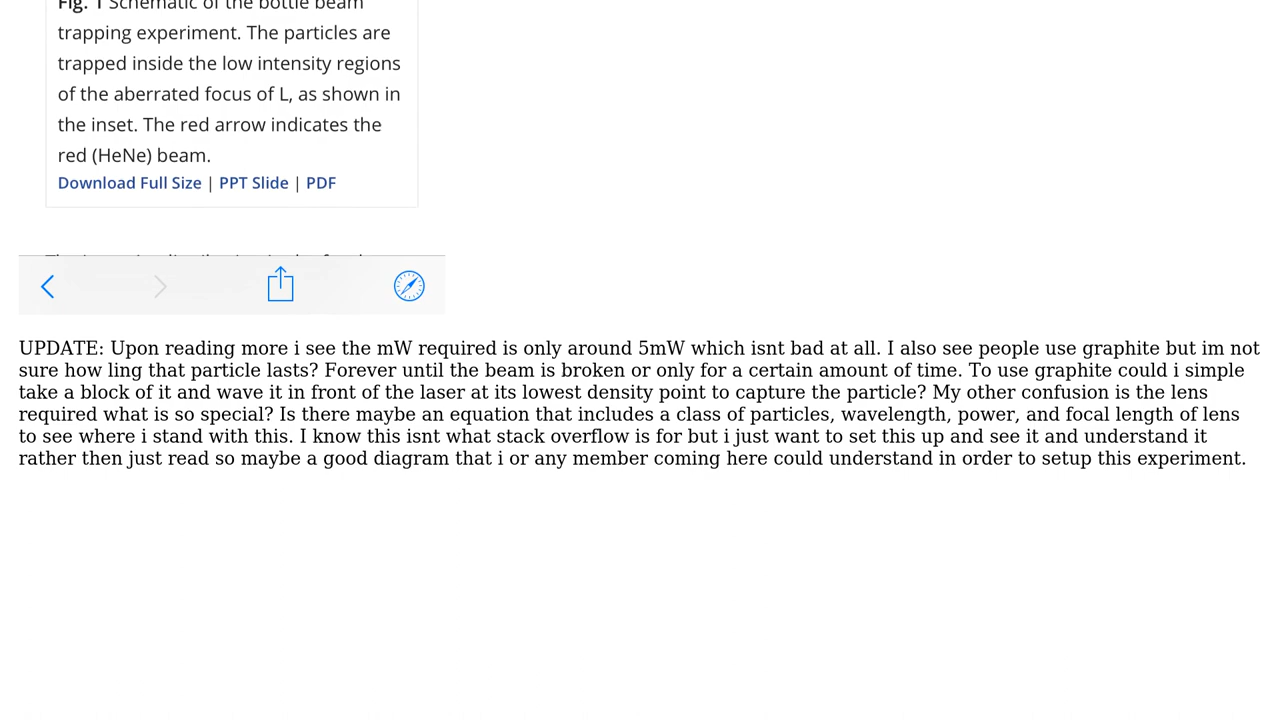 Fig. 1 Schematic of the bottle beam
trapping experiment. The particles are
trapped inside the low intensity regions
of the aberrated focus of L, as shown in
the inset. The red arrow indicates the
red (HeNe) beam.
Download Full Size | PPT Slide | PDF
UPDATE: Upon reading more i see the mW required is only around 5mW which isnt bad at all. I also see people use graphite but im not
sure how ling that particle lasts? Forever until the beam is broken or only for a certain amount of time. To use graphite could i simple
take a block of it and wave it in front of the laser at its lowest density point to capture the particle? My other confusion is the lens
required what is so special? Is there maybe an equation that includes a class of particles, wavelength, power, and focal length of lens
to see where i stand with this. I know this isnt what stack overflow is for but i just want to set this up and see it and understand it
rather then just read so maybe a good diagram that i or any member coming here could understand in order to setup this experiment.